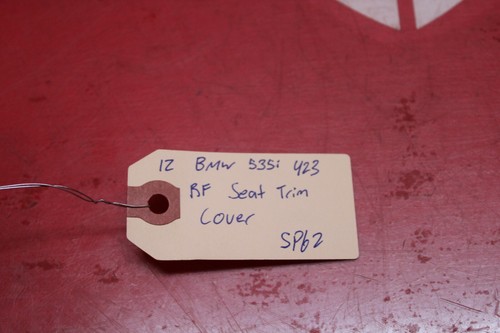 12 BMW 535i 423
RF Seat Trim
Cover
SP62